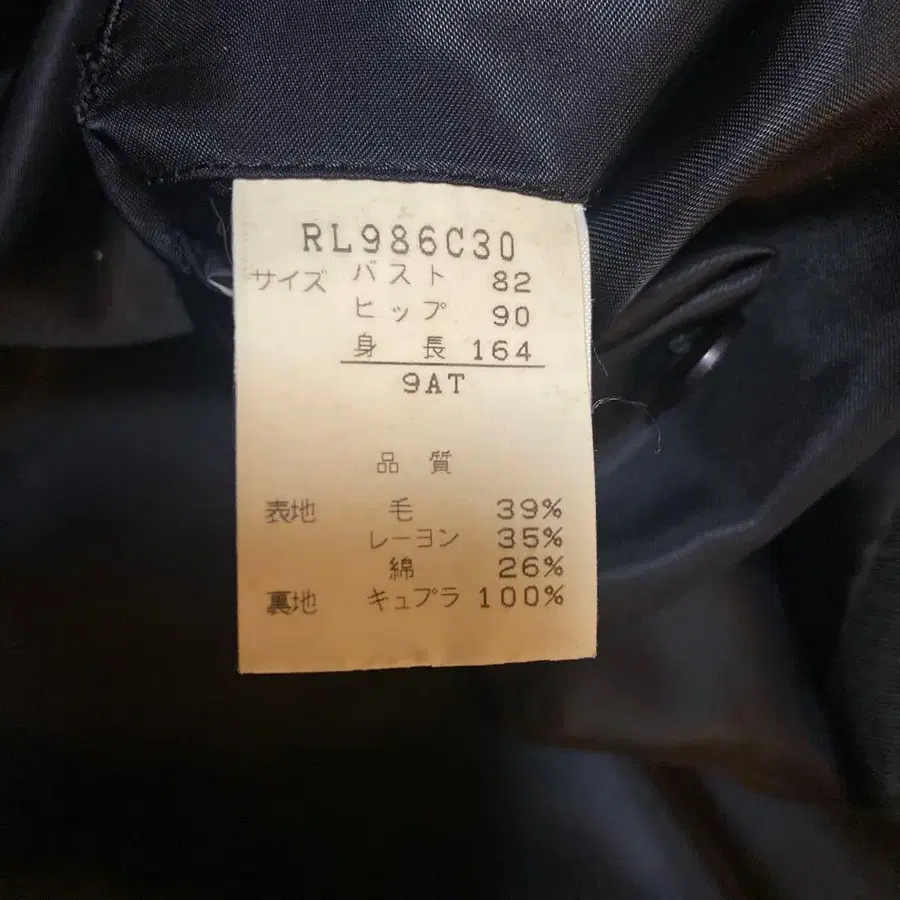 RL986C30
サイズ バスト 82
ヒップ 90
身長 164
9AT
品質
表地 毛 39%
レーヨン 35%
綿 26%
裏地 キュプラ 100%